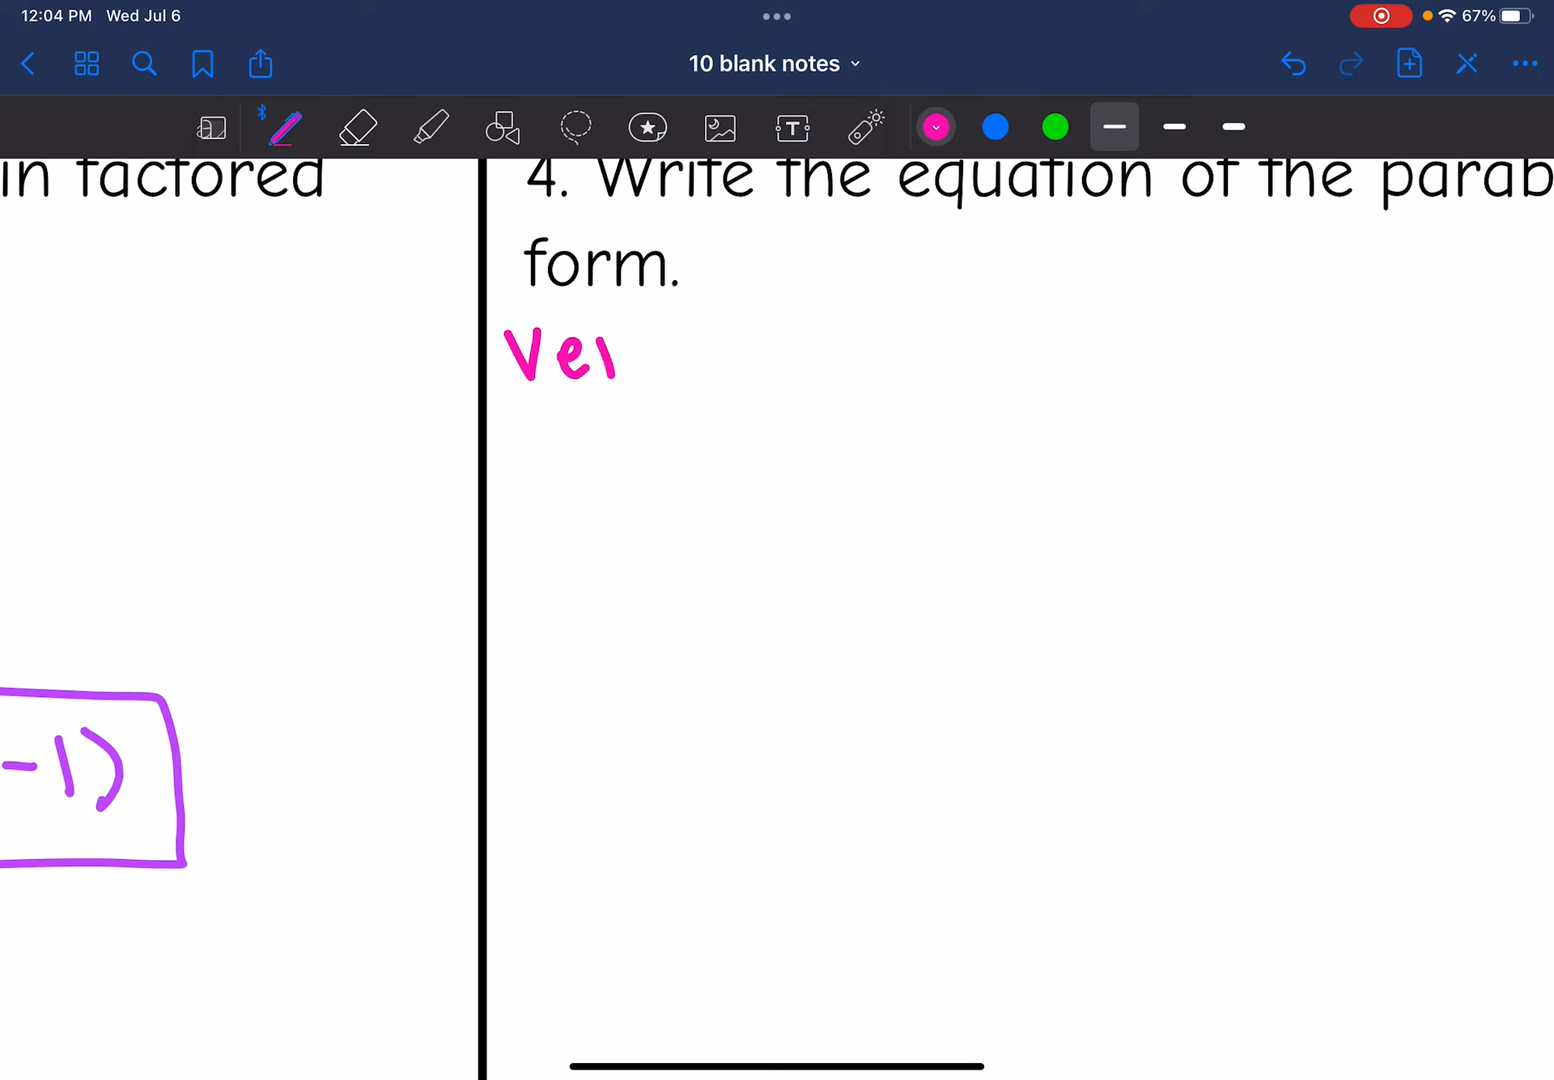 12:04 PM Wed Jul 6
67%
10 blank notes
T
in factored
4. Write the equation of the parab
form.
Ver
-1)